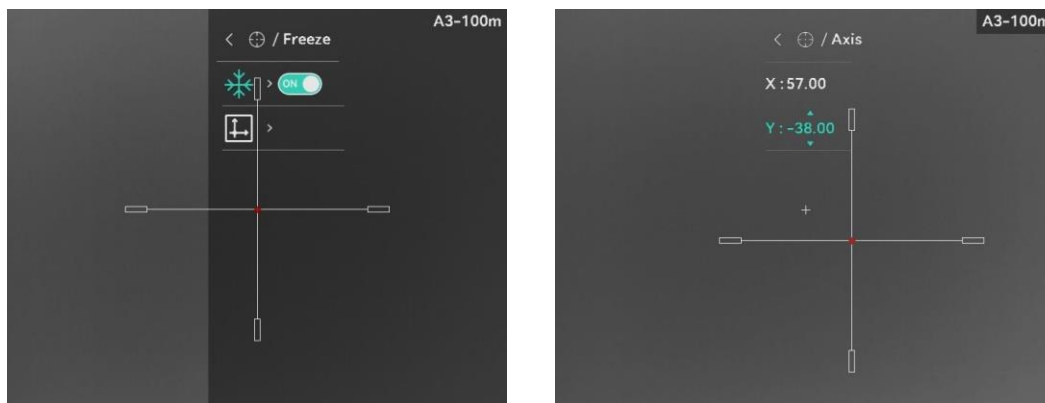 A3-100m
< / Freeze
> ON
>
A3-100m
< / Axis
X : 57.00
Y : -38.00